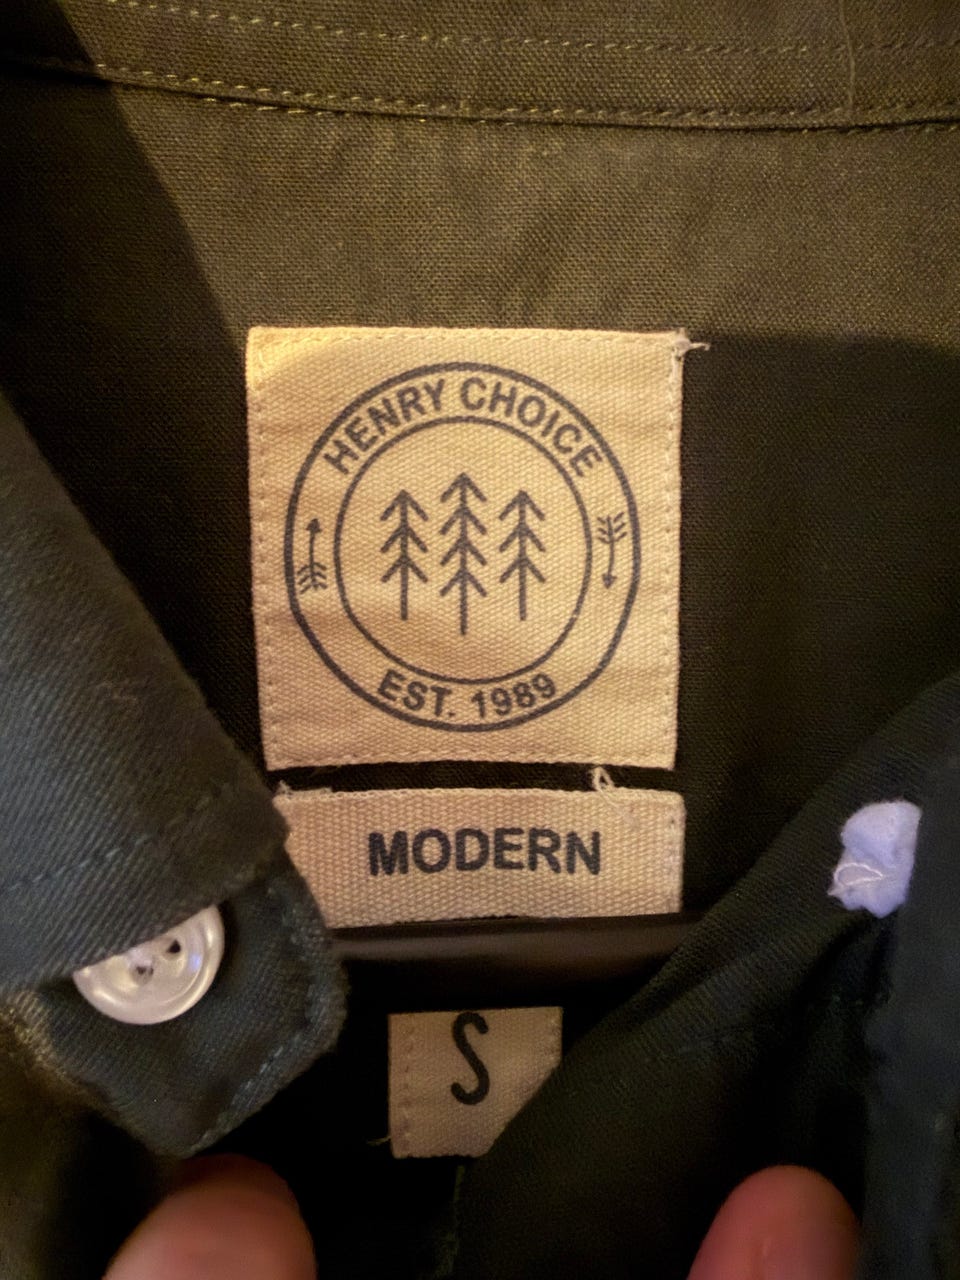 HENRY CHOICE
EST. 1989
MODERN
S